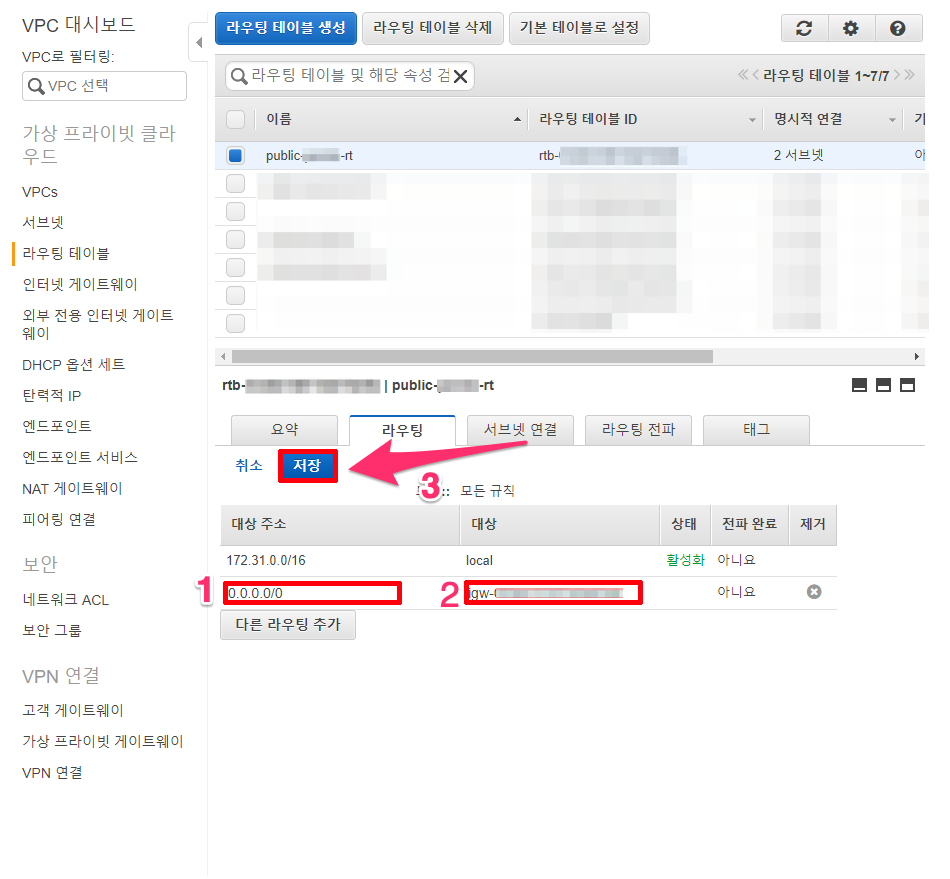 VPC 대시보드
VPC로 필터링:
VPC 선택
가상 프라이빗 클라
우드
VPCs
서브넷
라우팅 테이블
인터넷 게이트웨이
외부 전용 인터넷 게이트
웨이
DHCP 옵션 세트
탄력적 IP
엔드포인트
엔드포인트 서비스
NAT 게이트웨이
피어링 연결
보안
네트워크 ACL
보안 그룹
VPN 연결
고객 게이트웨이
가상 프라이빗 게이트웨이
VPN 연결
라우팅 테이블 생성 라우팅 테이블 삭제 기본 테이블로 설정
라우팅 테이블 및 해당 속성 검
라우팅 테이블 1~7/7
이름 라우팅 테이블 ID 명시적 연결
public- -rt rtb- 2 서브넷
rtb- | public- -rt
요약 라우팅 서브넷 연결 라우팅 전파 태그
취소 저장
3
모든 규칙
대상 주소 대상 상태 전파 완료 제거
172.31.0.0/16 local 활성화 아니요
1 0.0.0.0/0 2 igw- 아니요
다른 라우팅 추가